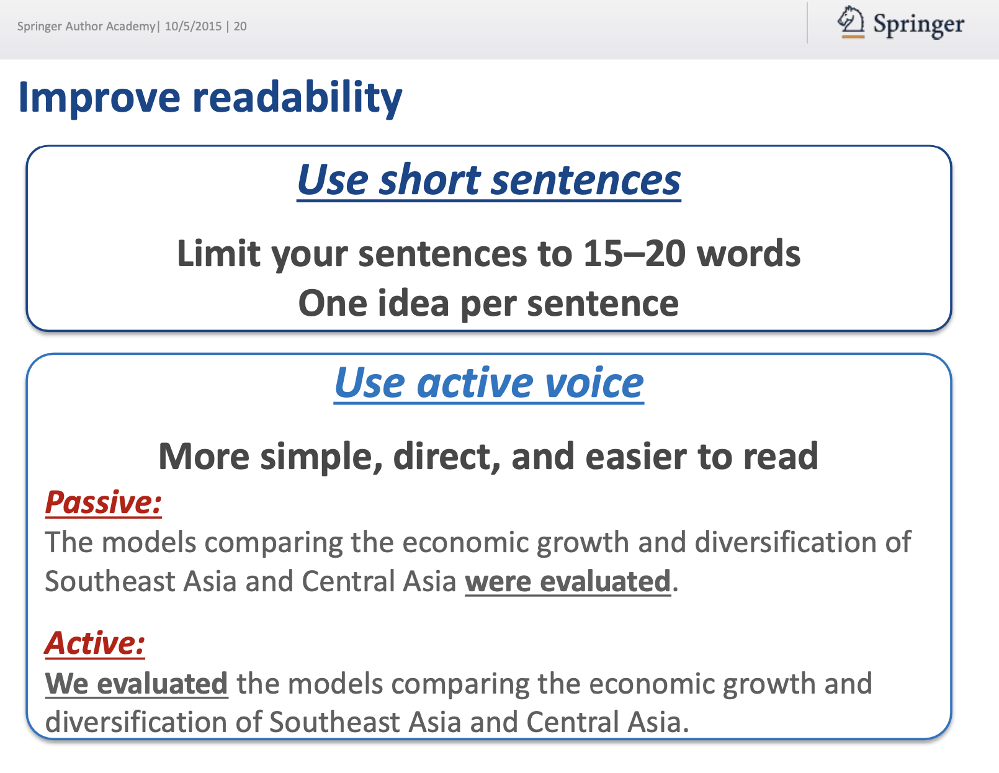 Springer Author Academy| 10/5/2015 | 20
Springer
Improve readability
Use short sentences
Limit your sentences to 15–20 words
One idea per sentence
Use active voice
More simple, direct, and easier to read
Passive:
The models comparing the economic growth and diversification of
Southeast Asia and Central Asia were evaluated.
Active:
We evaluated the models comparing the economic growth and
diversification of Southeast Asia and Central Asia.